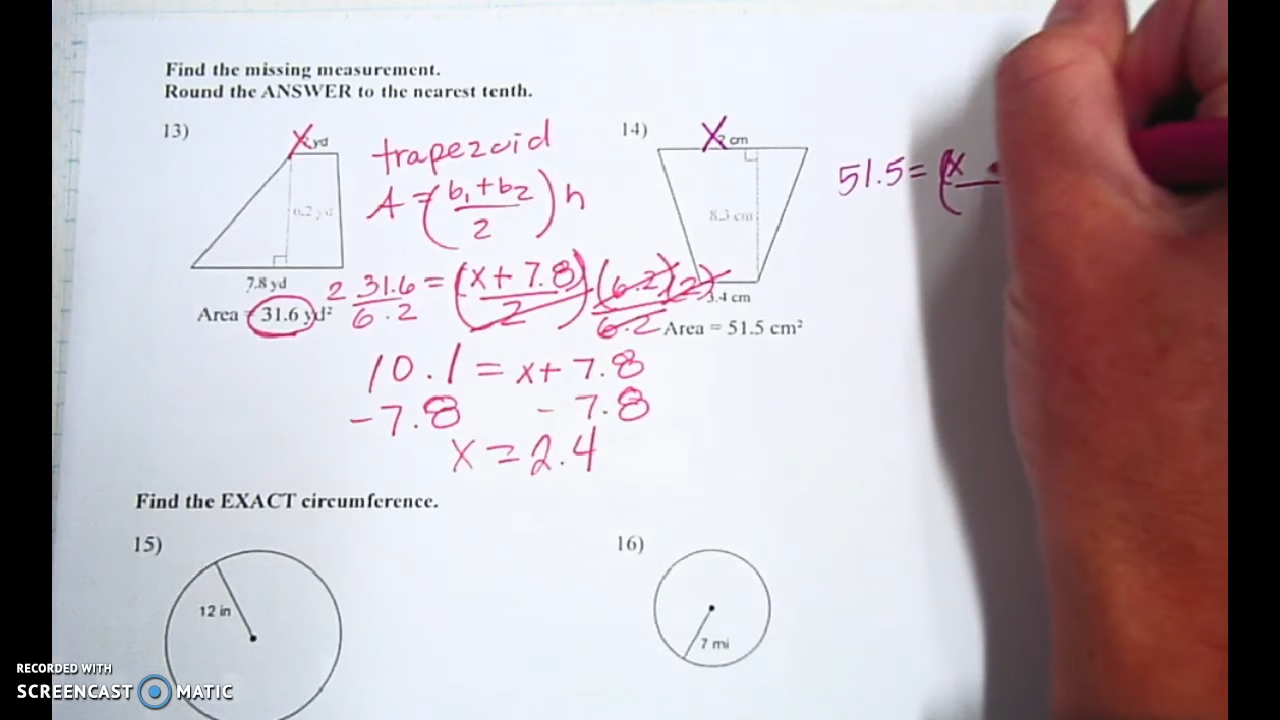 Find the missing measurement.
Round the ANSWER to the nearest tenth.
13)
X yd
6.2 yd
7.8 yd
Area = 31.6 yd²
trapezoid
A = (b₁ + b₂ / 2) h
2 31.6 / 6.2 = (x + 7.8 / 2) (6.2)(2) / 6.2
10.1 = x + 7.8
-7.8 - 7.8
x = 2.4
14)
X cm
8.3 cm
3.4 cm
Area = 51.5 cm²
51.5 = (x
Find the EXACT circumference.
15)
12 in
16)
7 mi
RECORDED WITH
SCREENCAST MATIC